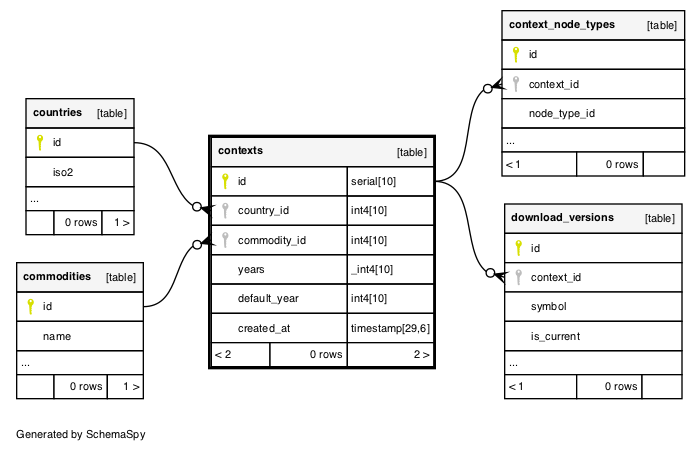 countries [table]
id
iso2
...
0 rows 1 >
commodities [table]
id
name
...
0 rows 1 >
contexts [table]
id serial[10]
country_id int4[10]
commodity_id int4[10]
years _int4[10]
default_year int4[10]
created_at timestamp[29,6]
< 2 0 rows 2 >
context_node_types [table]
id
context_id
node_type_id
...
< 1 0 rows
download_versions [table]
id
context_id
symbol
is_current
...
< 1 0 rows
Generated by SchemaSpy